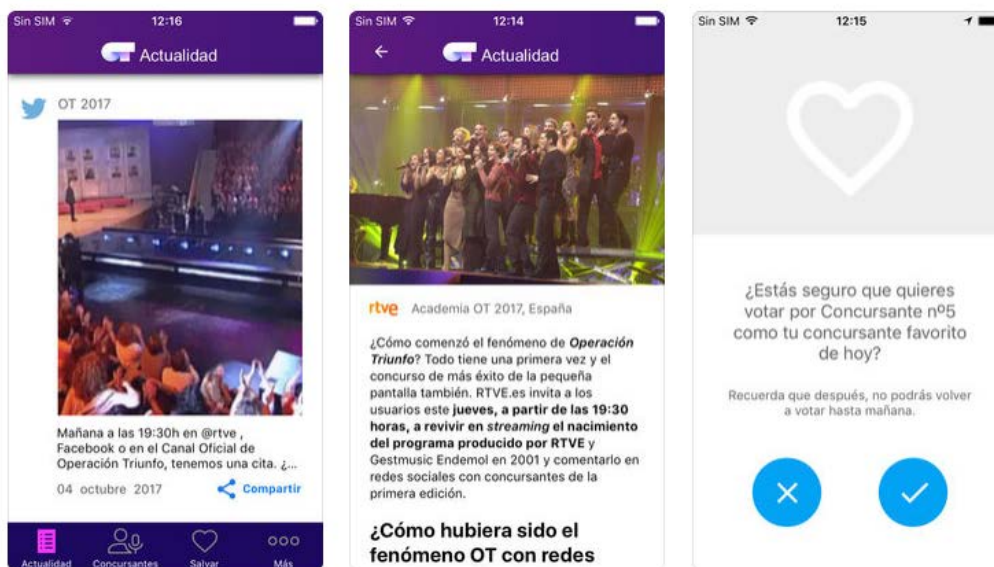 Sin SIM 12:16
Actualidad
OT 2017
Mañana a las 19:30h en @rtve ,
Facebook o en el Canal Oficial de
Operación Triunfo, tenemos una cita. ¿...
04 octubre 2017 Compartir
Actualidad Concursantes Salvar Más
Sin SIM 12:14
Actualidad
rtve Academia OT 2017, España
¿Cómo comenzó el fenómeno de Operación
Triunfo? Todo tiene una primera vez y el
concurso de más éxito de la pequeña
pantalla también. RTVE.es invita a los
usuarios este jueves, a partir de las 19:30
horas, a revivir en streaming el nacimiento
del programa producido por RTVE y
Gestmusic Endemol en 2001 y comentarlo en
redes sociales con concursantes de la
primera edición.
¿Cómo hubiera sido el
fenómeno OT con redes
Sin SIM 12:15
¿Estás seguro que quieres
votar por Concursante nº5
como tu concursante favorito
de hoy?
Recuerda que después, no podrás volver
a votar hasta mañana.